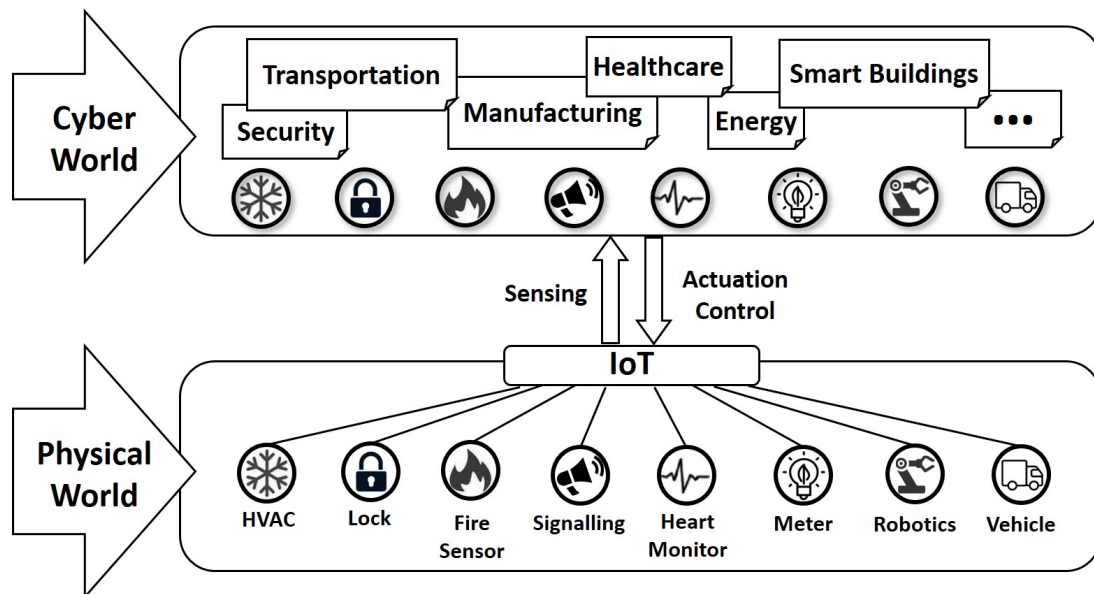 Cyber
World
Transportation
Healthcare
Smart Buildings
Security
Manufacturing
Energy
...
Sensing
Actuation
Control
IoT
Physical
World
HVAC
Lock
Fire
Sensor
Signalling
Heart
Monitor
Meter
Robotics
Vehicle